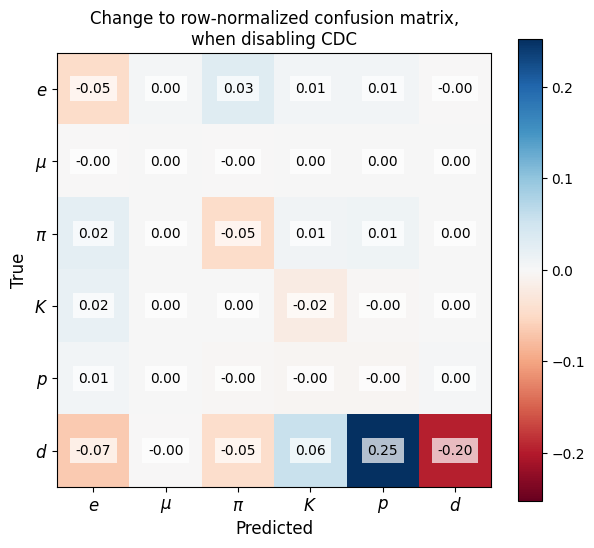 Change to row-normalized confusion matrix,
when disabling CDC
e -0.05 0.00 0.03 0.01 0.01 -0.00
μ -0.00 0.00 -0.00 0.00 0.00 0.00
π 0.02 0.00 -0.05 0.01 0.01 0.00
K 0.02 0.00 0.00 -0.02 -0.00 0.00
p 0.01 0.00 -0.00 -0.00 -0.00 0.00
d -0.07 -0.00 -0.05 0.06 0.25 -0.20
e μ π K p d
Predicted
True
0.2
0.1
0.0
−0.1
−0.2